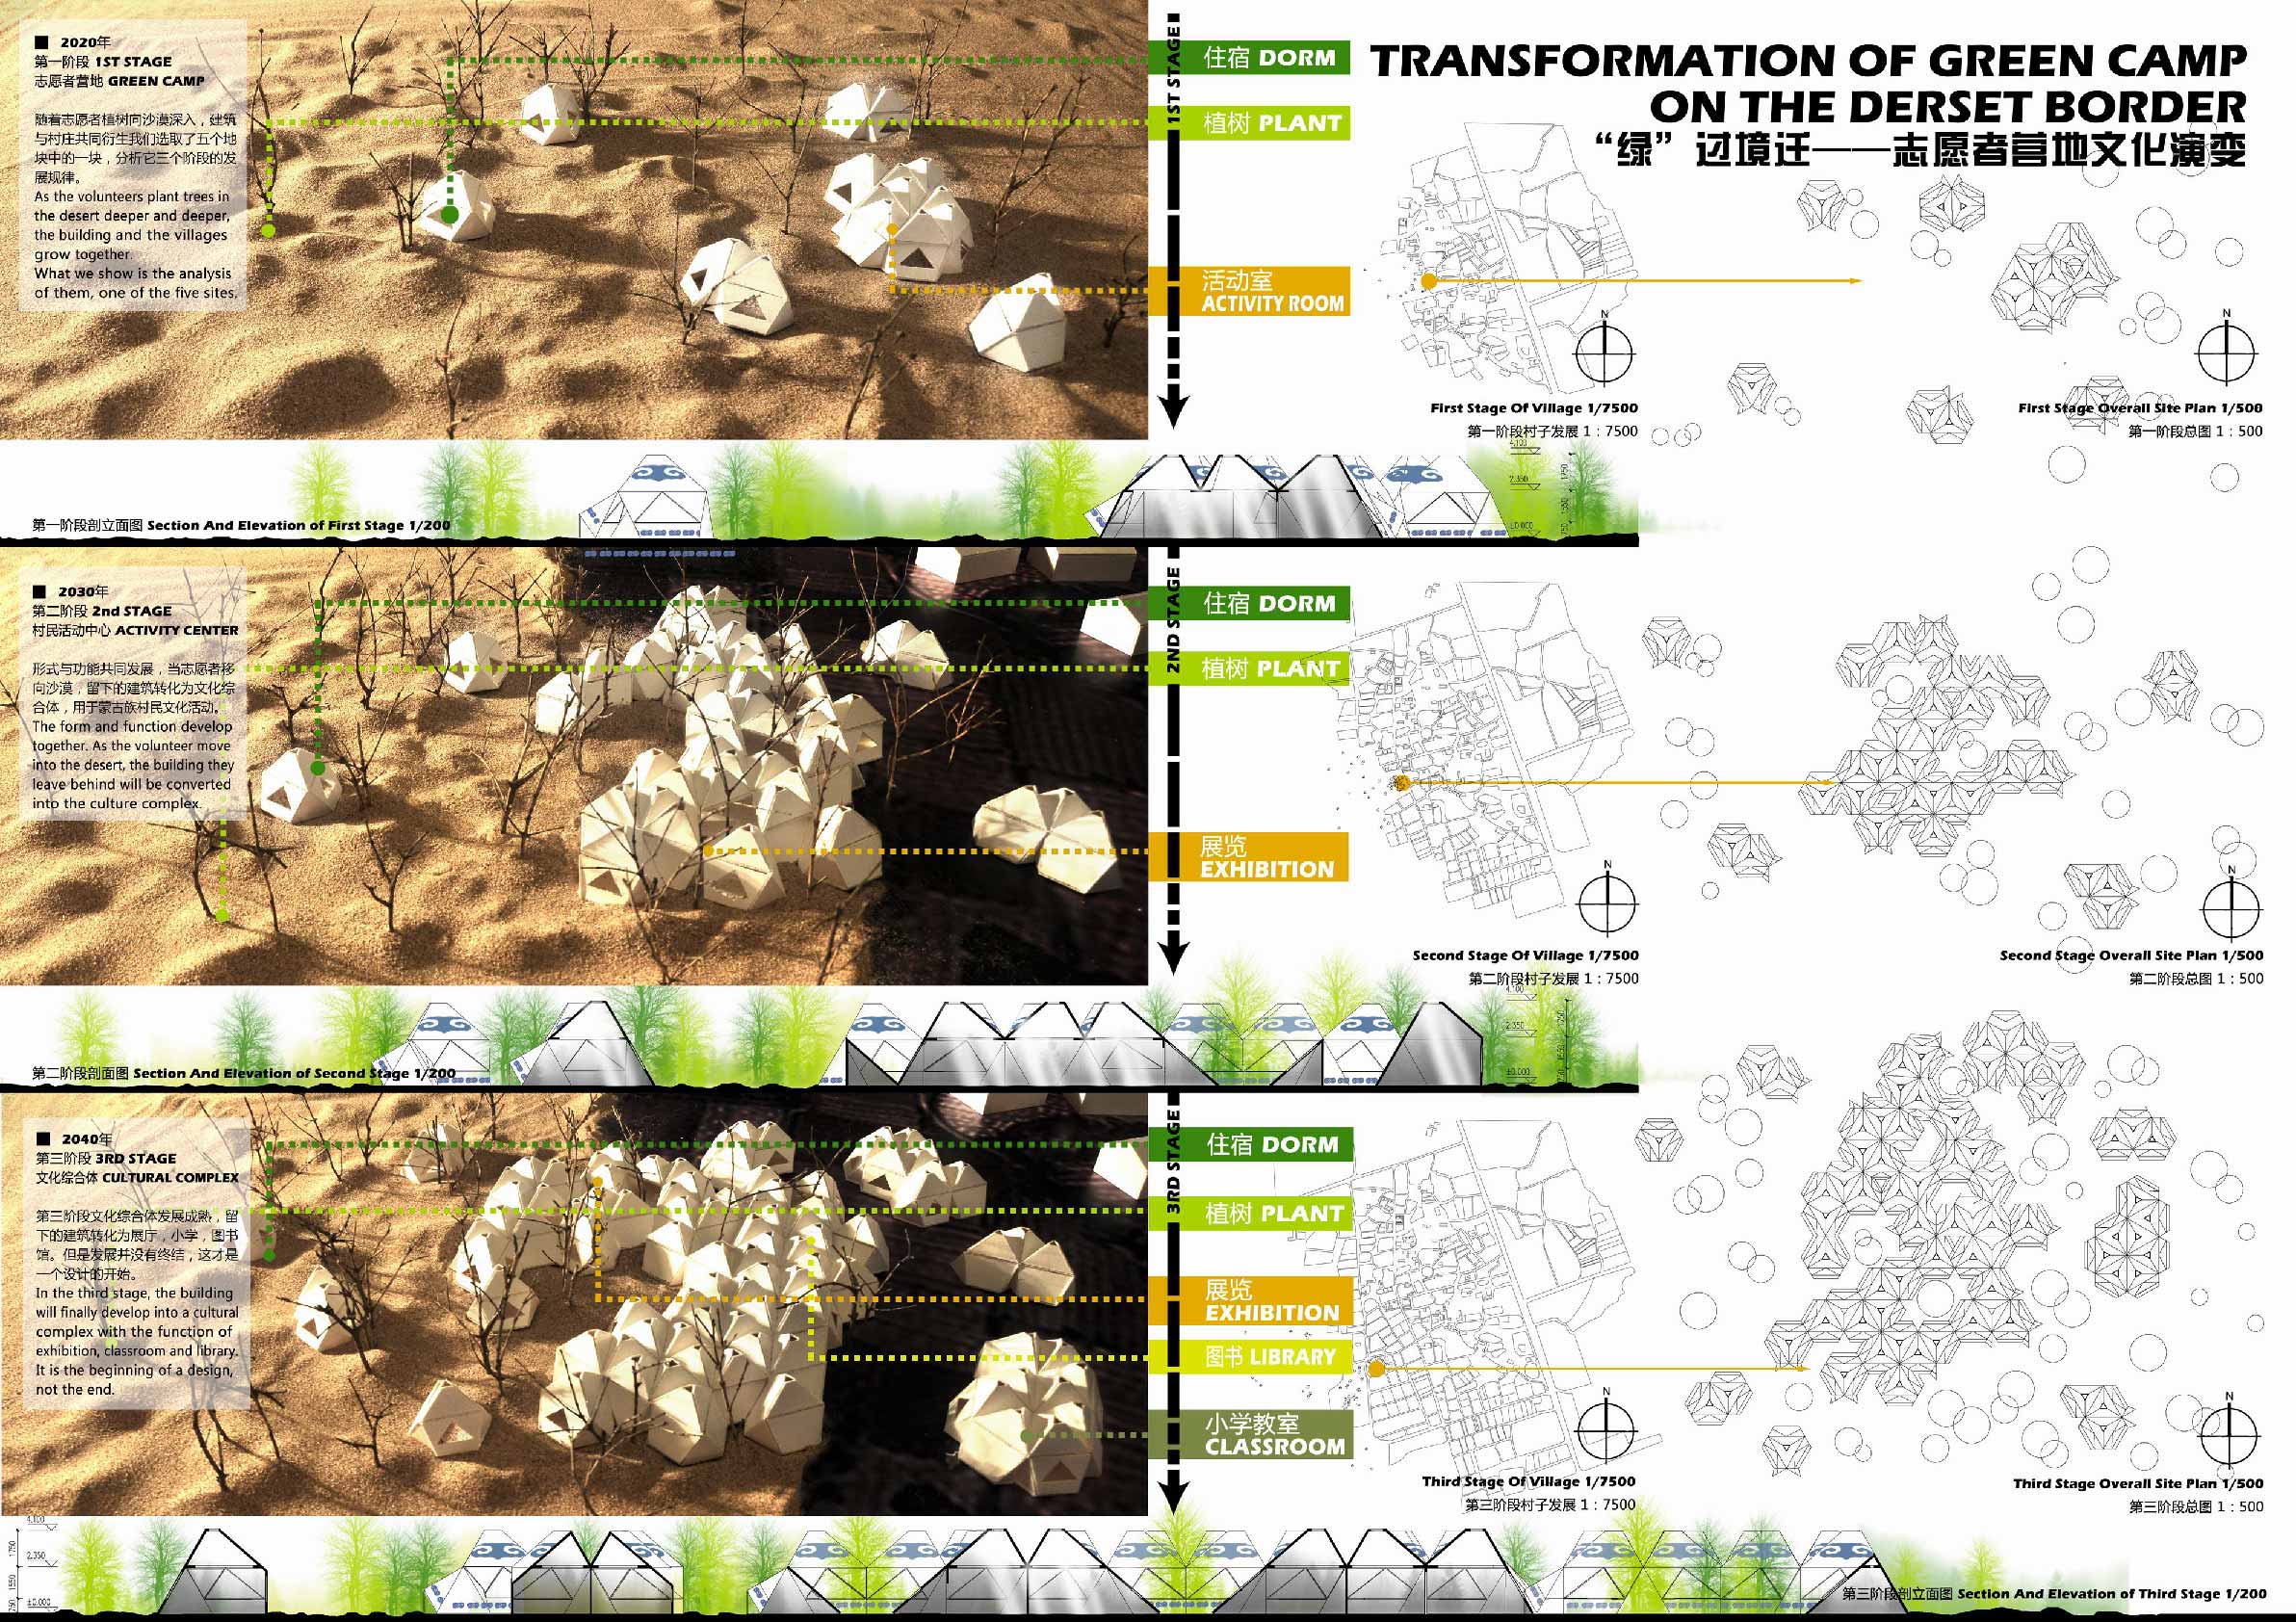 TRANSFORMATION OF GREEN CAMP
ON THE DERSET BORDER
“绿”过境迁——志愿者营地文化演变
2020年
第一阶段 1ST STAGE
志愿者营地 GREEN CAMP
随着志愿者植树向沙漠深入，建筑
与村庄共同衍生我们选取了五个地
块中的一块，分析它三个阶段的发
展规律。
As the volunteers plant trees in
the desert deeper and deeper,
the building and the villages
grow together.
What we show is the analysis
of them, one of the five sites.
1ST STAGE
住宿 DORM
植树 PLANT
活动室
ACTIVITY ROOM
N
First Stage Of Village 1/7500
第一阶段村子发展 1：7500
N
First Stage Overall Site Plan 1/500
第一阶段总图 1：500
第一阶段剖立面图 Section And Elevation of First Stage 1/200
4.100
2.350
±0.000
1750
1550
750
2030年
第二阶段 2nd STAGE
村民活动中心 ACTIVITY CENTER
形式与功能共同发展，当志愿者移
向沙漠，留下的建筑转化为文化综
合体，用于蒙古族村民文化活动。
The form and function develop
together. As the volunteer move
into the desert, the building they
leave behind will be converted
into the culture complex.
2ND STAGE
住宿 DORM
植树 PLANT
展览
EXHIBITION
N
Second Stage Of Village 1/7500
第二阶段村子发展 1：7500
N
Second Stage Overall Site Plan 1/500
第二阶段总图 1：500
第二阶段剖面图 Section And Elevation of Second Stage 1/200
4.100
2.350
±0.000
1550
2040年
第三阶段 3RD STAGE
文化综合体 CULTURAL COMPLEX
第三阶段文化综合体发展成熟，留
下的建筑转化为展厅，小学，图书
馆。但是发展并没有终结，这才是
一个设计的开始。
In the third stage, the building
will finally develop into a cultural
complex with the function of
exhibition, classroom and library.
It is the beginning of a design,
not the end.
3RD STAGE
住宿 DORM
植树 PLANT
展览
EXHIBITION
图书 LIBRARY
小学教室
CLASSROOM
N
Third Stage Of Village 1/7500
第三阶段村子发展 1：7500
N
Third Stage Overall Site Plan 1/500
第三阶段总图 1：500
4.100
2.350
±0.000
1750
1550
750
第三阶段剖立面图 Section And Elevation of Third Stage 1/200